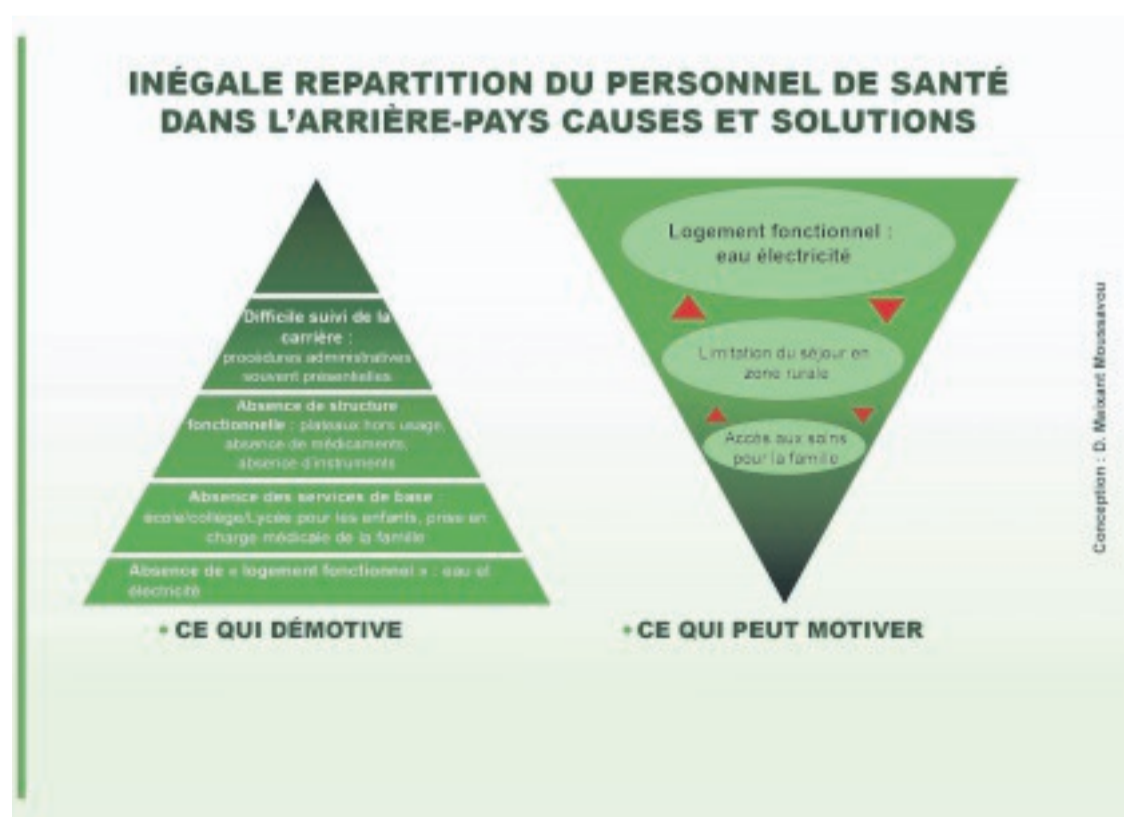 INÉGALE REPARTITION DU PERSONNEL DE SANTÉ
DANS L'ARRIÈRE-PAYS CAUSES ET SOLUTIONS
Difficile suivi de la
carrière :
procédures administratives
souvent présentielles
Absence de structure
fonctionnelle : plateaux hors usage,
absence de médicaments,
absence d'instruments
Absence des services de base :
école/collège/Lycée pour les enfants, prise en
charge médicale de la famille
Absence de « logement fonctionnel » : eau et
électricité
• CE QUI DÉMOTIVE
Logement fonctionnel :
eau électricité
Limitation du séjour en
zone rurale
Accès aux soins
pour la famille
• CE QUI PEUT MOTIVER
Conception : D. Maixant Moussavou